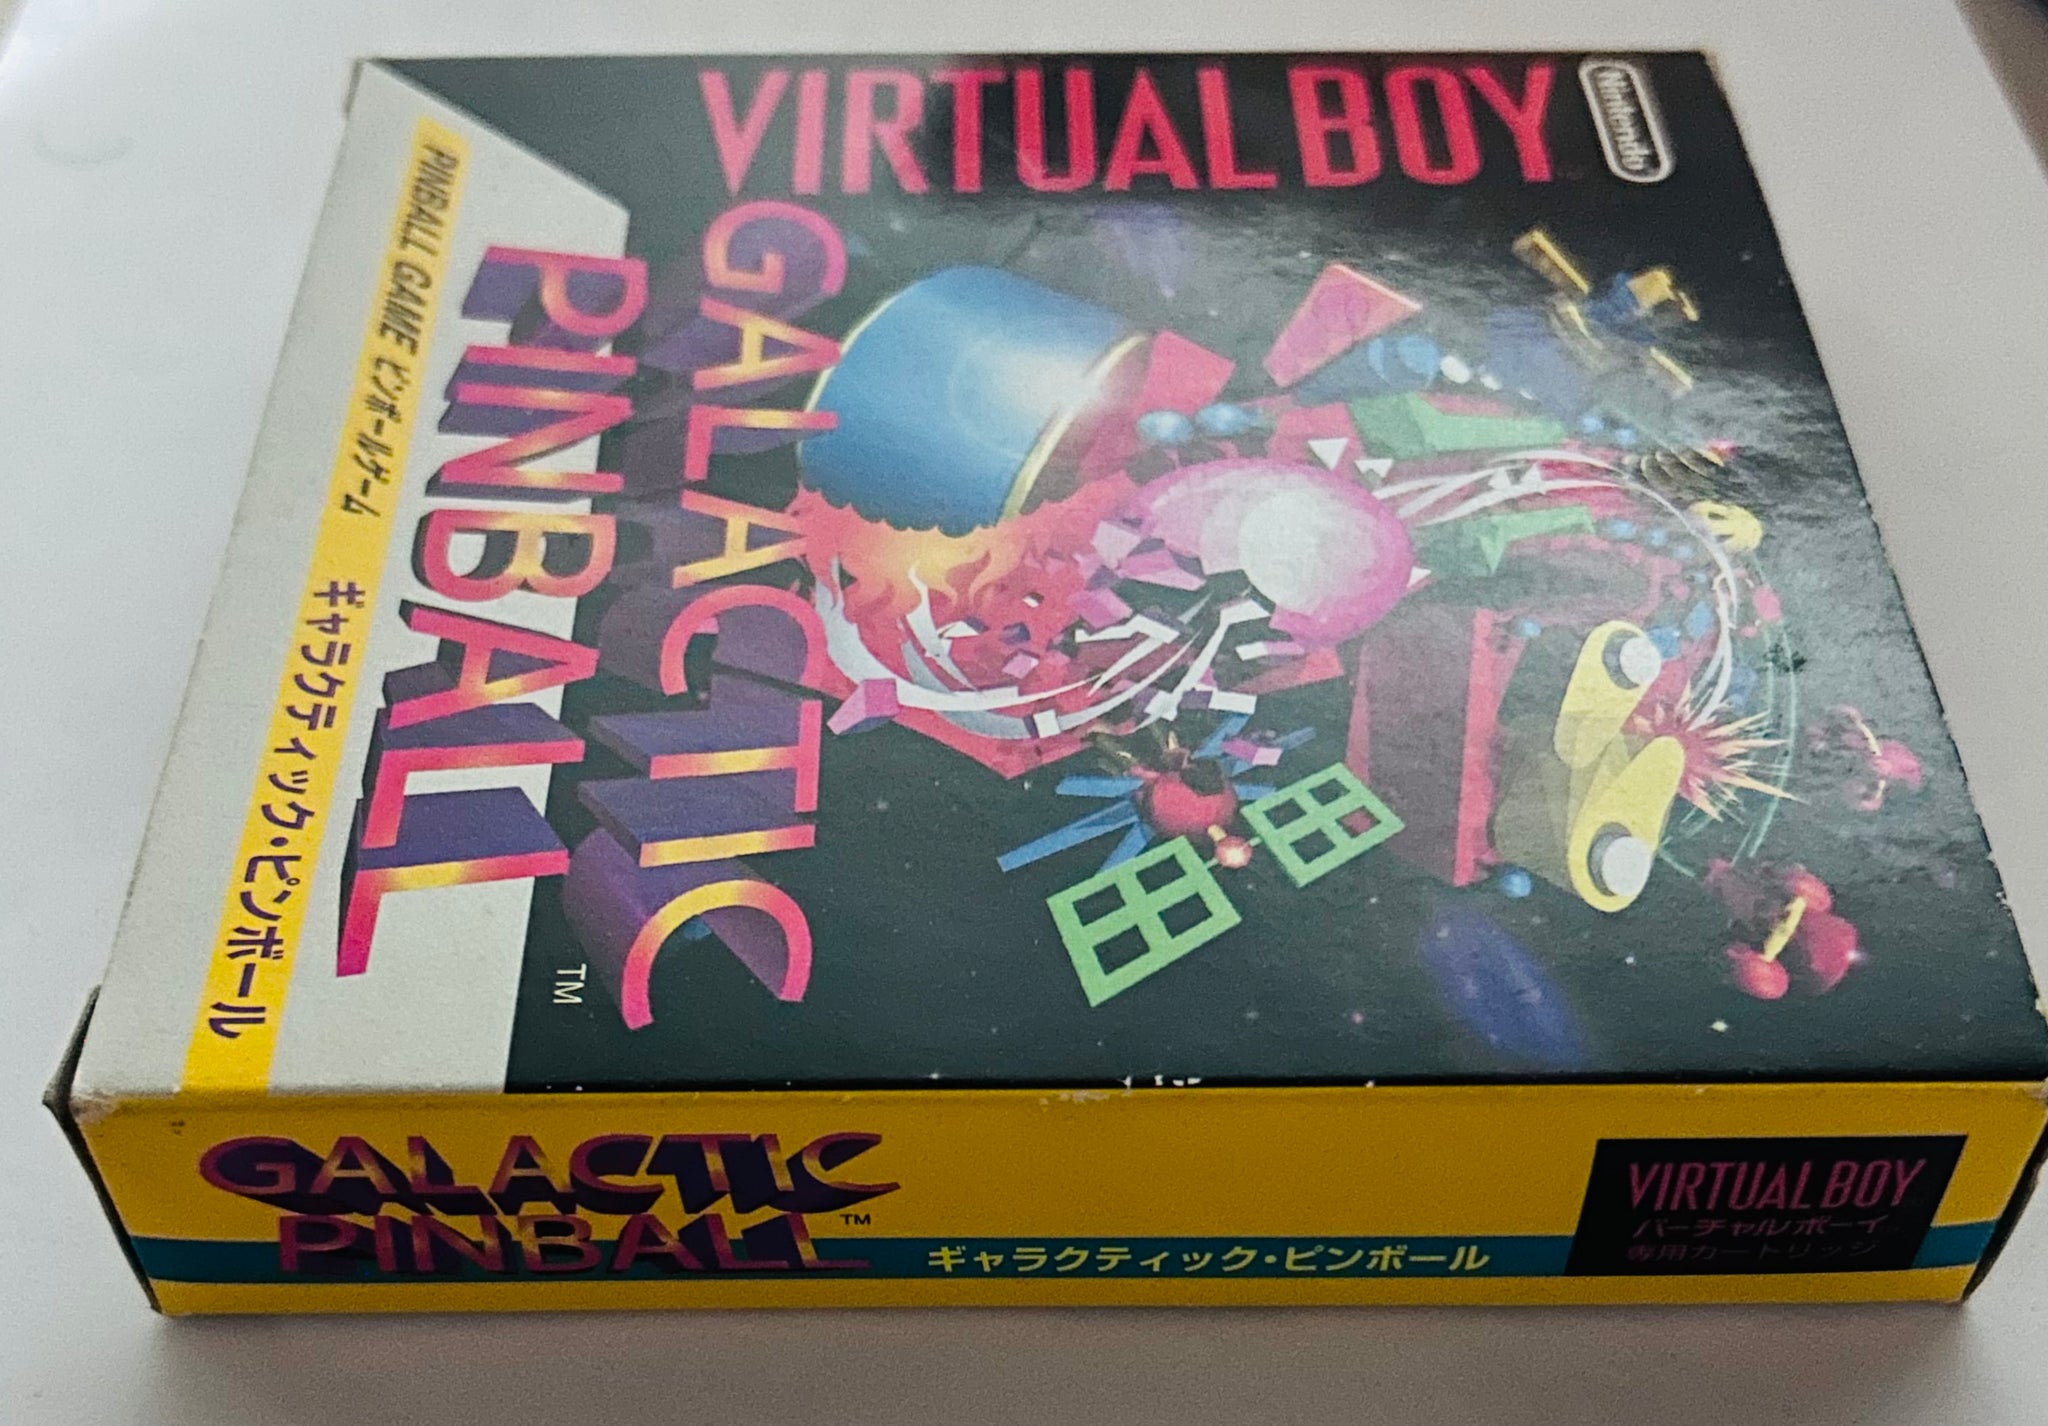 VIRTUAL BOY
Nintendo
GALACTIC
PINBALL
TM
PINBALL GAME ピンボールゲーム ギャラクティック・ピンボール
GALACTIC
PINBALL
TM
ギャラクティック・ピンボール
VIRTUAL BOY
バーチャルボーイ
専用カートリッジ